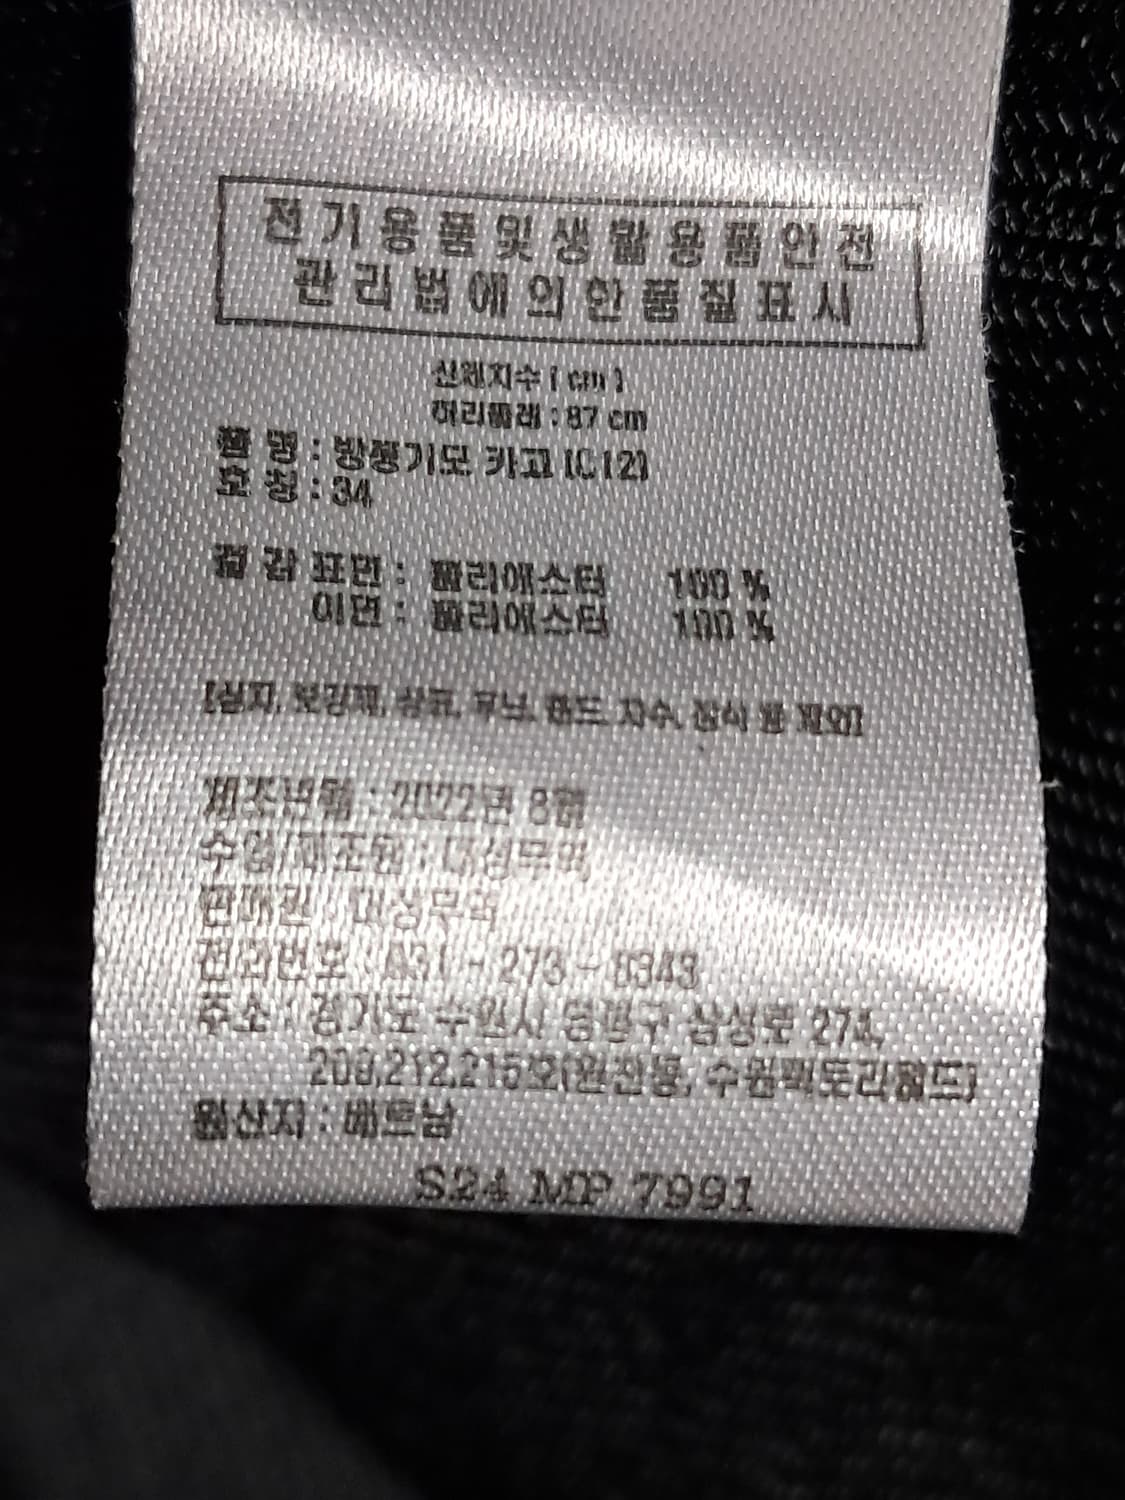 전기용품및생활용품안전
관리법에의한품질표시
신체치수 ( cm )
허리둘레 : 87 cm
품 명 : 방풍기모 카고 (C12)
호 칭 : 34
겉 감 표면 : 폴리에스터 100 %
이면 : 폴리에스터 100 %
[심지, 보강제, 상표, 무늬, 밴드 자수, 장식 등 제외]
제조년월 : 2022년 8월
수입/제조원 : 대성무역
판매원 : 대성무역
전화번호 : 031 - 273 - 8343
주소 : 경기도 수원시 영통구 삼성로 274,
208,212,215호(원천동, 수원팩토리월드)
원산지 : 베트남
S24 MP 7991